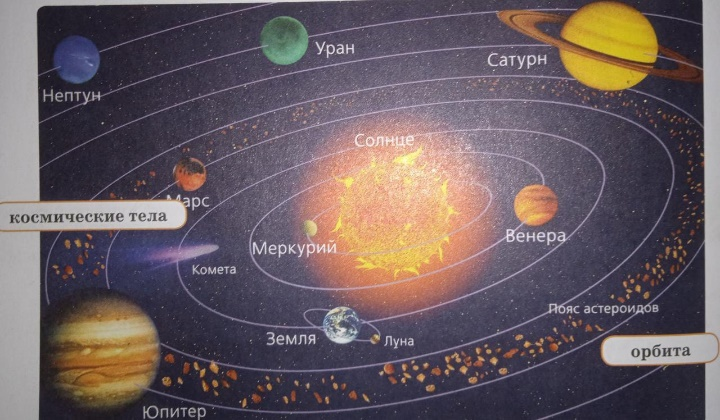 Уран
Сатурн
Нептун
Солнце
Марс
космические тела
Венера
Меркурий
Комета
Пояс астероидов
Земля
Луна
орбита
Юпитер